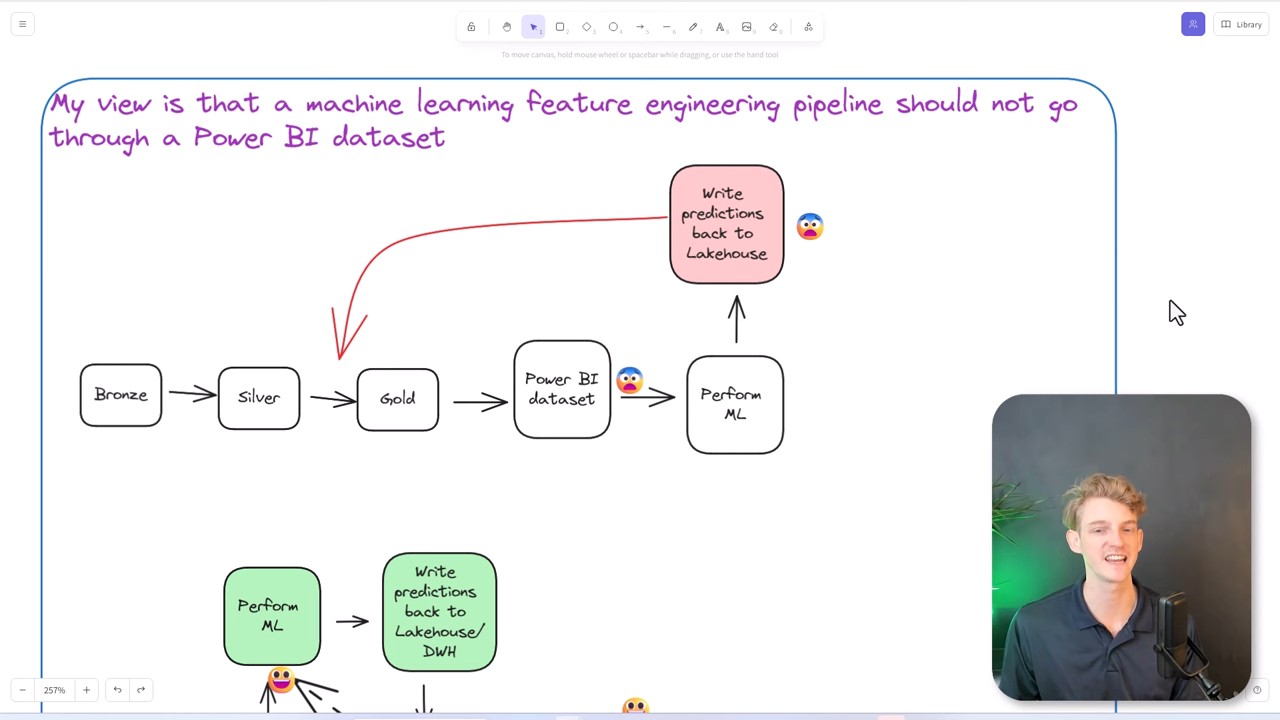 Library
To move canvas, hold mouse wheel or spacebar while dragging, or use the hand tool
My view is that a machine learning feature engineering pipeline should not go
through a Power BI dataset
Write
predictions
back to
Lakehouse
Bronze
Silver
Gold
Power BI
dataset
Perform
ML
Perform
ML
Write
predictions
back to
Lakehouse/
DWH
257%